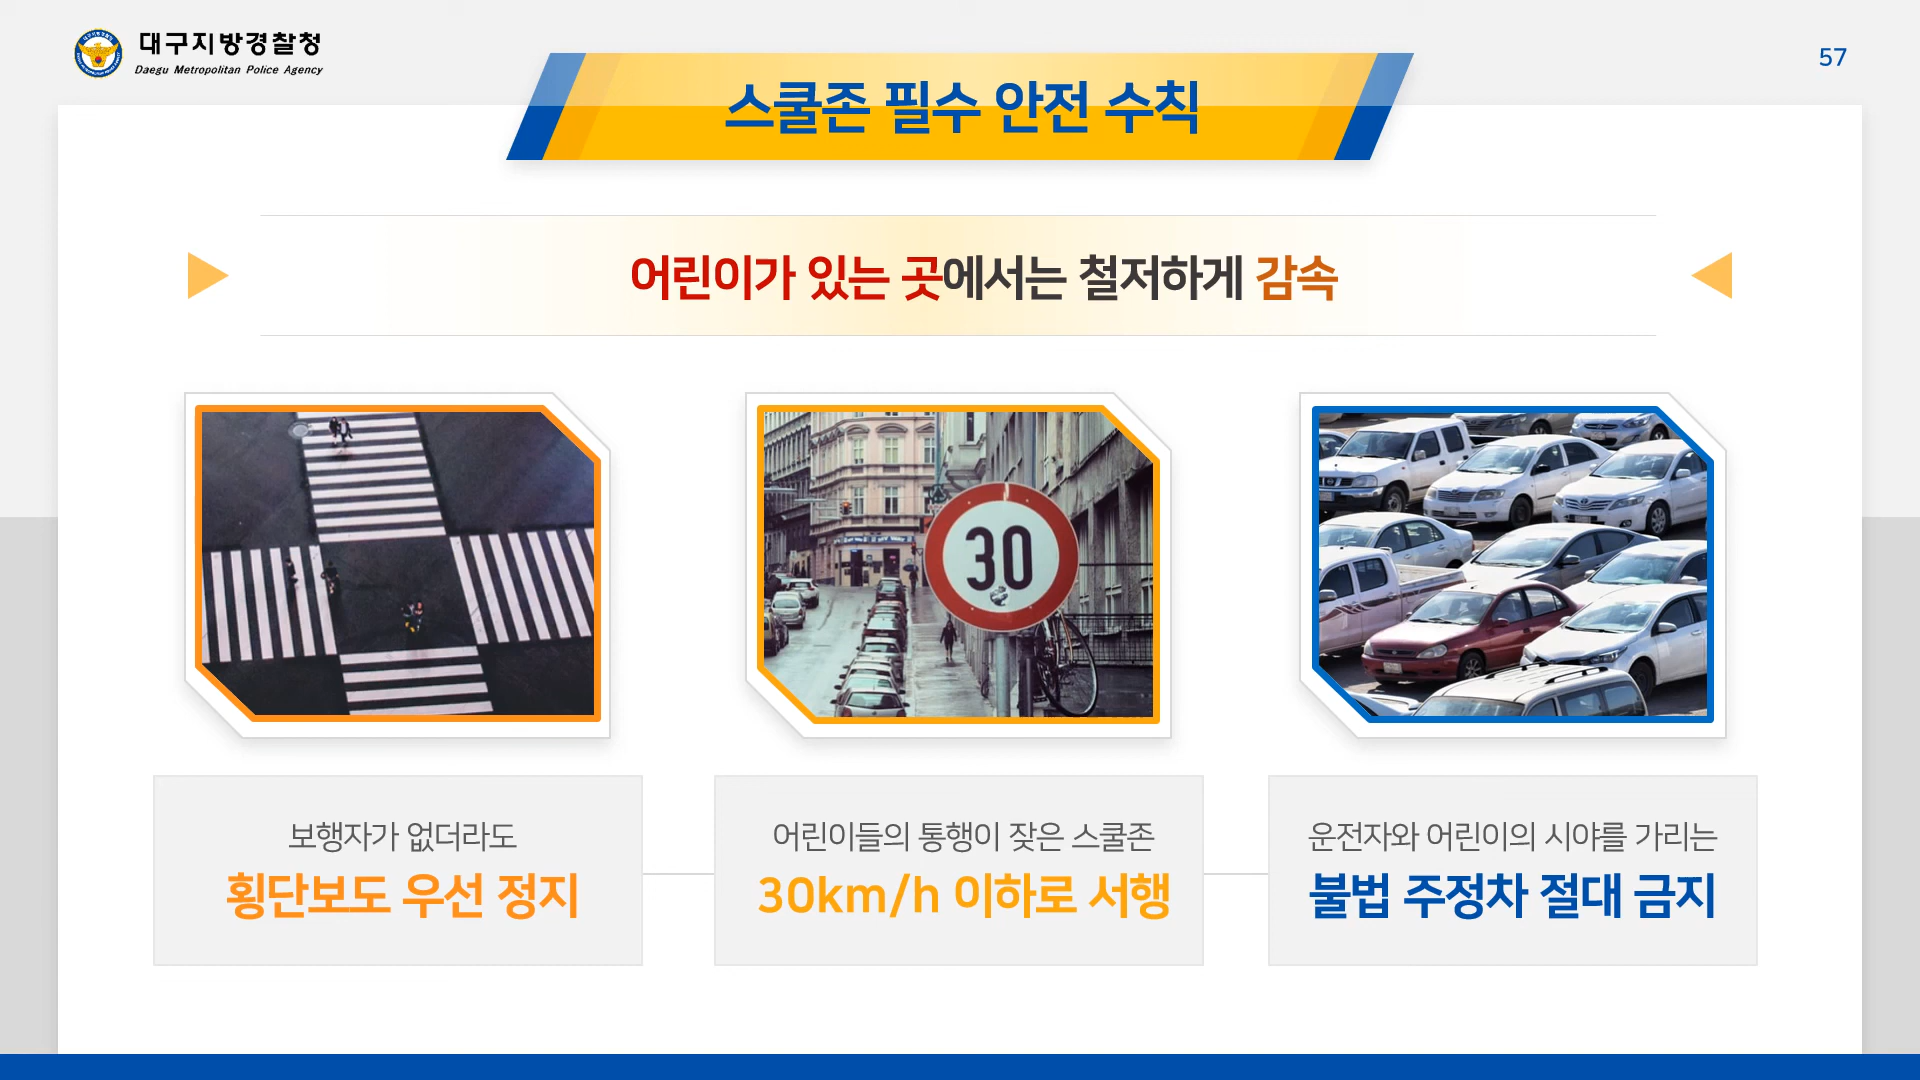 대구지방경찰청
Daegu Metropolitan Police Agency
57
스쿨존 필수 안전 수칙
어린이가 있는 곳에서는 철저하게 감속
30
보행자가 없더라도
횡단보도 우선 정지
어린이들의 통행이 잦은 스쿨존
30km/h 이하로 서행
운전자와 어린이의 시야를 가리는
불법 주정차 절대 금지